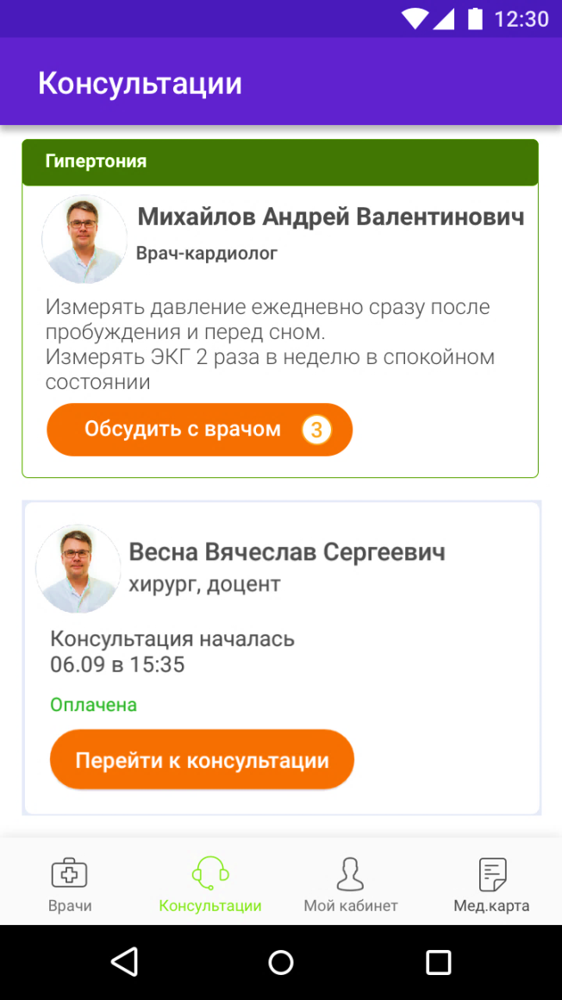 12:30
Консультации
Гипертония
Михайлов Андрей Валентинович
Врач-кардиолог
Измерять давление ежедневно сразу после
пробуждения и перед сном.
Измерять ЭКГ 2 раза в неделю в спокойном
состоянии
Обсудить с врачом 3
Весна Вячеслав Сергеевич
хирург, доцент
Консультация началась
06.09 в 15:35
Оплачена
Перейти к консультации
Врачи Консультации Мой кабинет Мед.карта